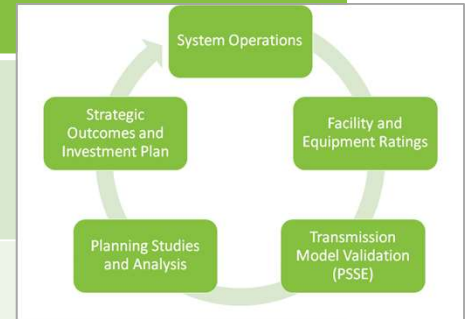 System Operations
Facility and
Equipment Ratings
Transmission
Model Validation
(PSSE)
Planning Studies
and Analysis
Strategic
Outcomes and
Investment Plan